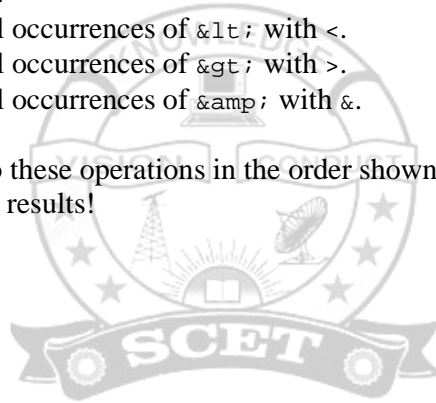 l occurrences of &lt; with <.
l occurrences of &gt; with >.
l occurrences of &amp; with &.
these operations in the order shown
results!
KNOWLEDGE
VISION
CONDUCT
SCET